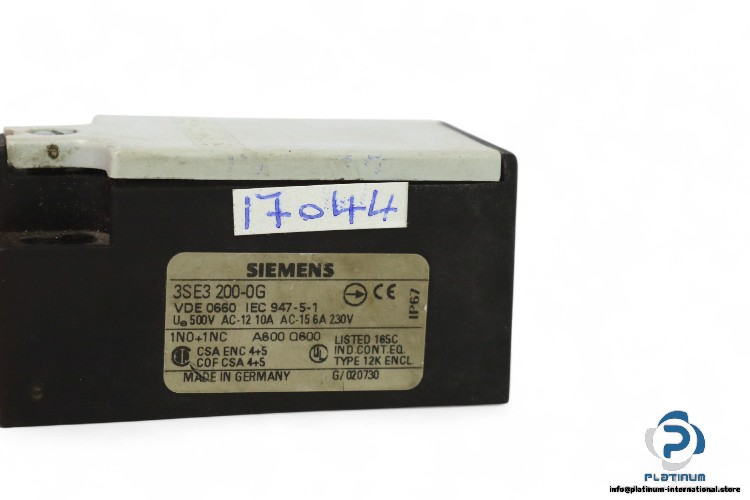 17044
SIEMENS
3SE3 200-0G
CE
VDE 0660 IEC 947-5-1
Ue 500V AC-12 10A AC-15 6A 230V
IP67
1NO+1NC A600 Q600
LISTED 165C
CSA ENC 4+5
IND.CONT.EQ.
COF CSA 4+5
TYPE 12K ENCL
MADE IN GERMANY
G/020730
PLATINUM
info@platinum-international.store